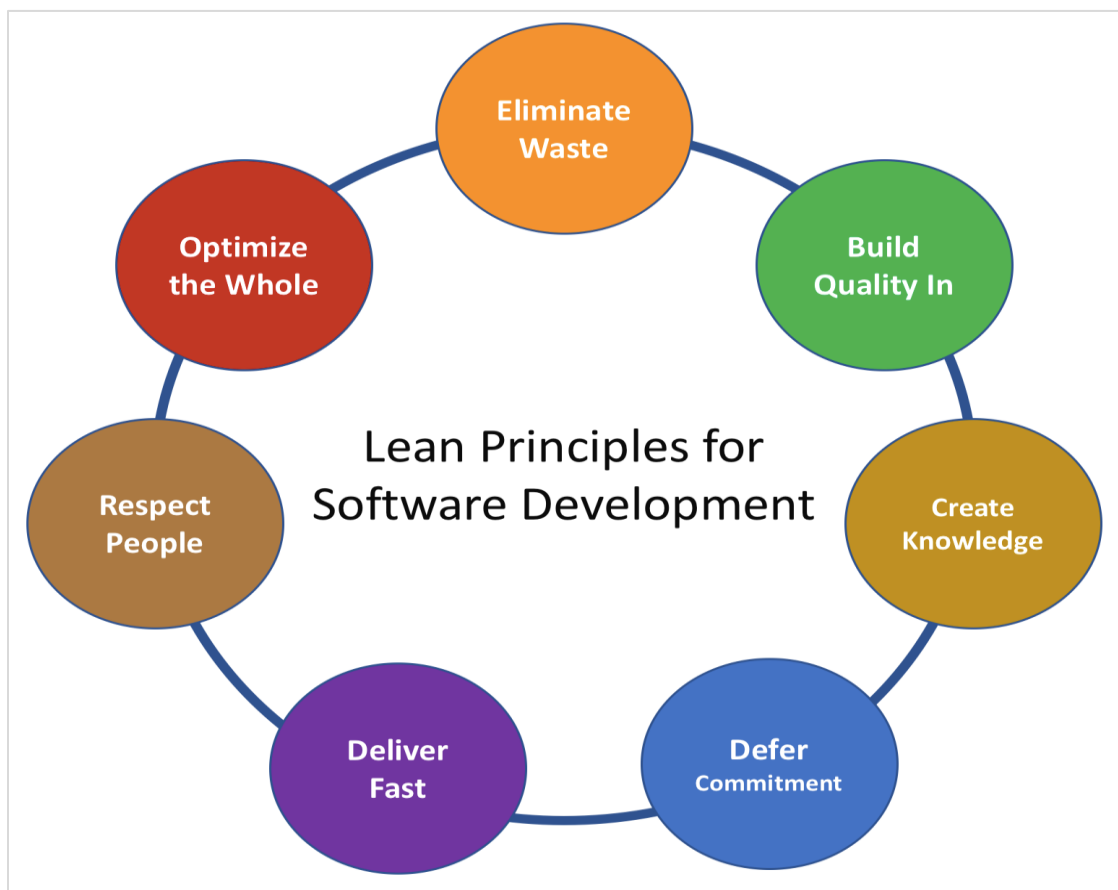 Eliminate
Waste
Build
Quality In
Create
Knowledge
Defer
Commitment
Deliver
Fast
Respect
People
Optimize
the Whole
Lean Principles for
Software Development